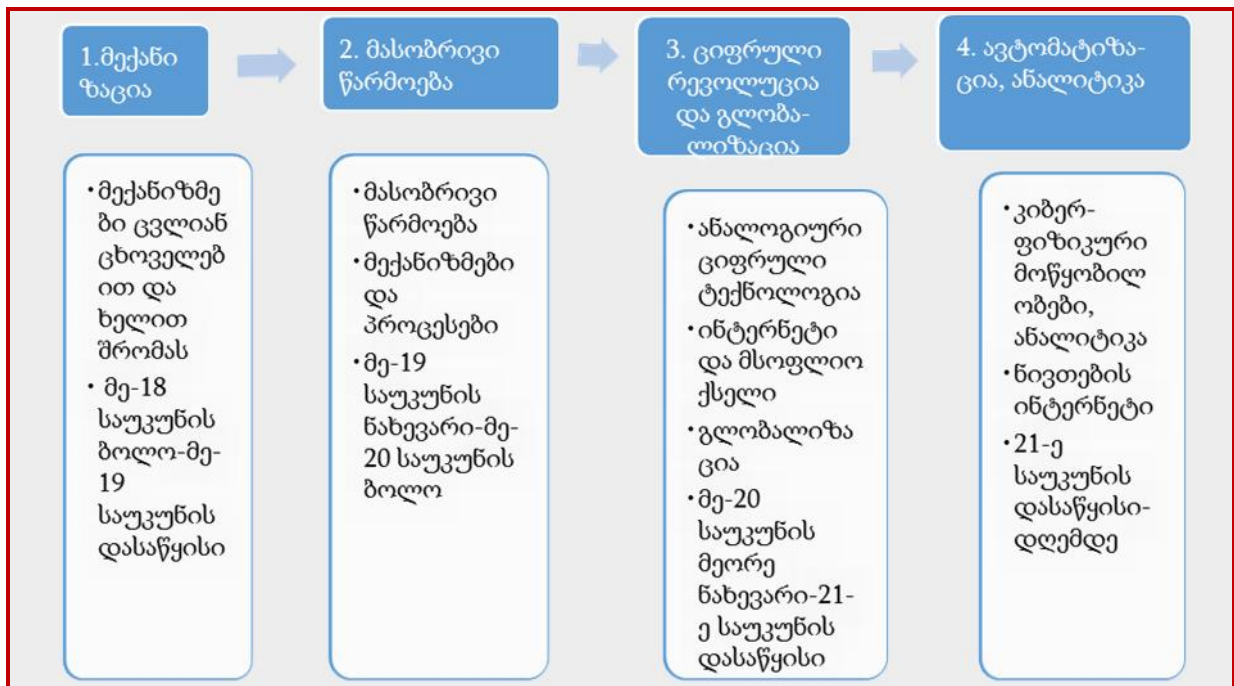 1.მექანი
ზაცია
• მექანიზმე
ბი ცვლიან
ცხოველებ
ით და
ხელით
შრომას
• მე-18
საუკუნის
ბოლო-მე-
19
საუკუნის
დასაწყისი
2. მასობრივი
წარმოება
• მასობრივი
წარმოება
• მექანიზმები
და
პროცესები
• მე-19
საუკუნის
ნახევარი-მე-
20 საუკუნის
ბოლო
3. ციფრული
რევოლუცია
და გლობა-
ლიზაცია
• ანალოგიური
ციფრული
ტექნოლოგია
• ინტერნეტი
და მსოფლიო
ქსელი
• გლობალიზა
ცია
• მე-20
საუკუნის
მეორე
ნახევარი-21-
ე საუკუნის
დასაწყისი
4. ავტომატიზა-
ცია, ანალიტიკა
• კიბერ-
ფიზიკური
მოწყობილ
ობები,
ანალიტიკა
• ნივთების
ინტერნეტი
• 21-ე
საუკუნის
დასაწყისი-
დღემდე